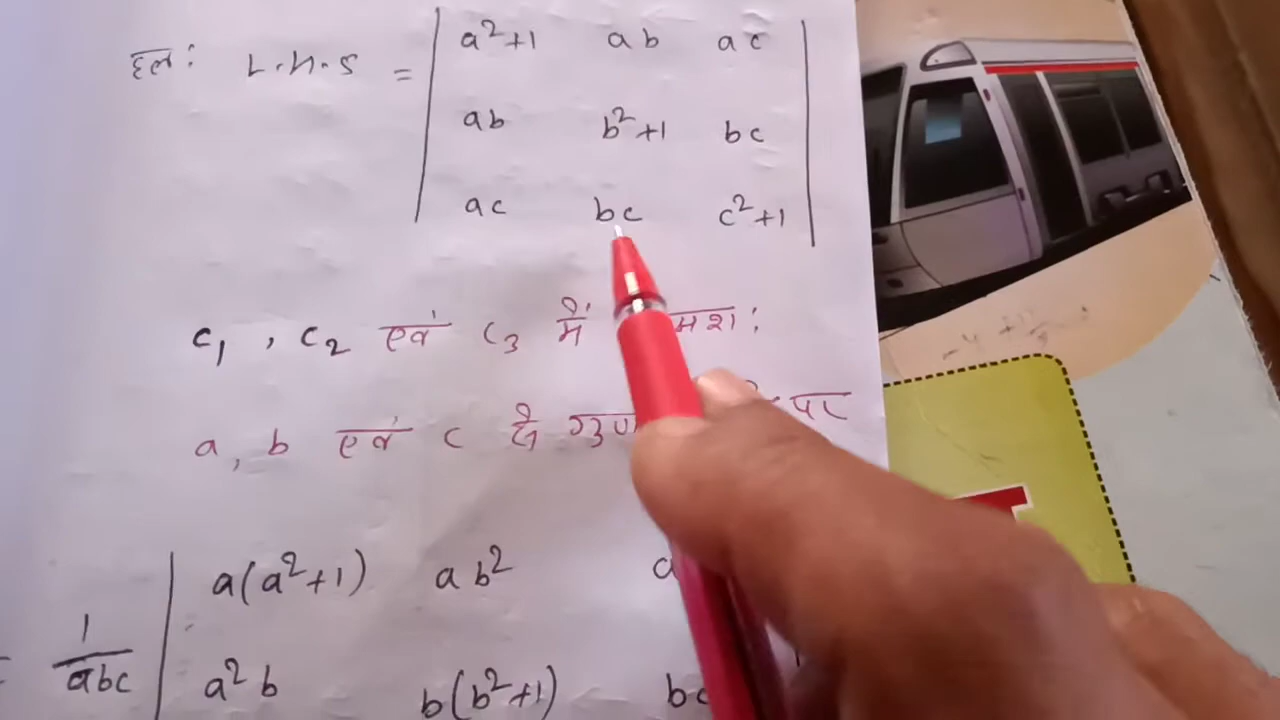 हल: L.H.S = | a²+1 ab ac |
| ab b²+1 bc |
| ac bc c²+1 |
C₁, C₂ एवं C₃ में
a, b एवं c से पर
= 1/abc | a(a²+1) ab²
a²b b(b²+1)